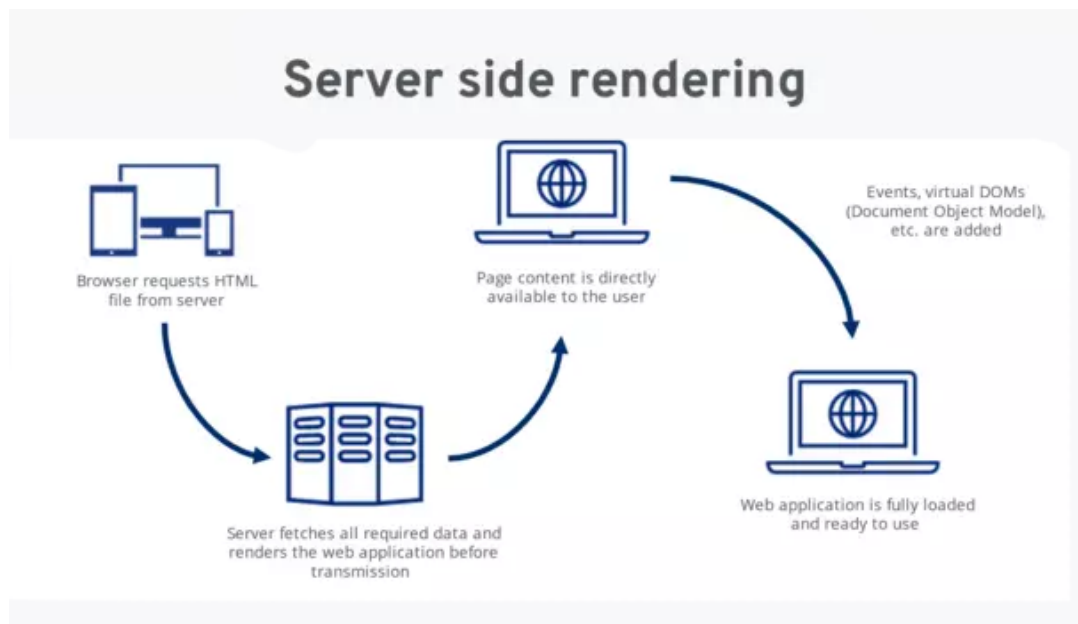 Server side rendering
Browser requests HTML
file from server
Server fetches all required data and
renders the web application before
transmission
Page content is directly
available to the user
Events, virtual DOMs
(Document Object Model),
etc. are added
Web application is fully loaded
and ready to use